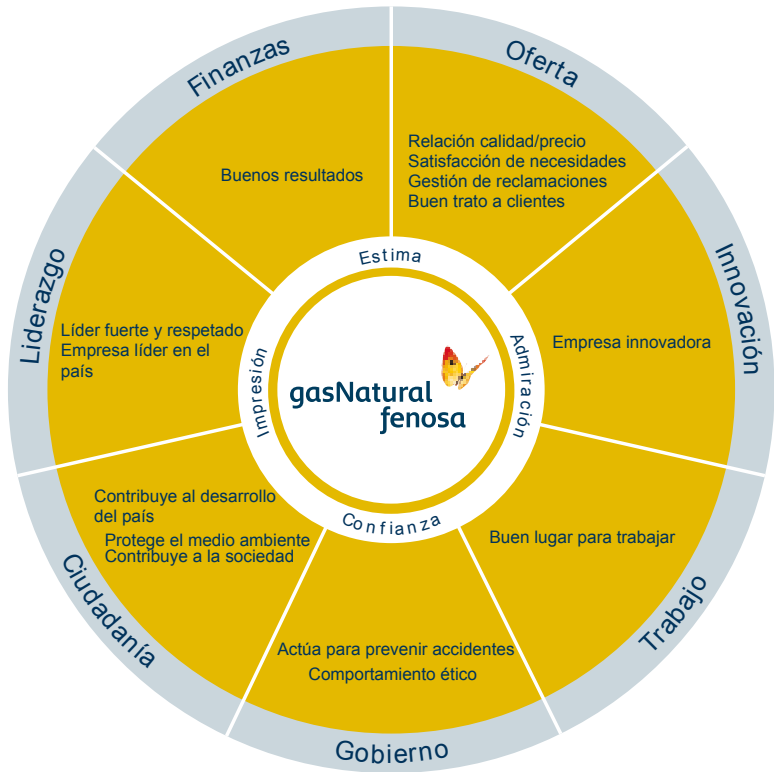 Finanzas
Oferta
Buenos resultados
Relación calidad/precio
Satisfacción de necesidades
Gestión de reclamaciones
Buen trato a clientes
Liderazgo
Innovación
Líder fuerte y respetado
Empresa líder en el
país
Empresa innovadora
Estima
Impresión
Admiración
Confianza
gasNatural
fenosa
Contribuye al desarrollo
del país
Protege el medio ambiente
Contribuye a la sociedad
Buen lugar para trabajar
Ciudadanía
Trabajo
Actúa para prevenir accidentes
Comportamiento ético
Gobierno